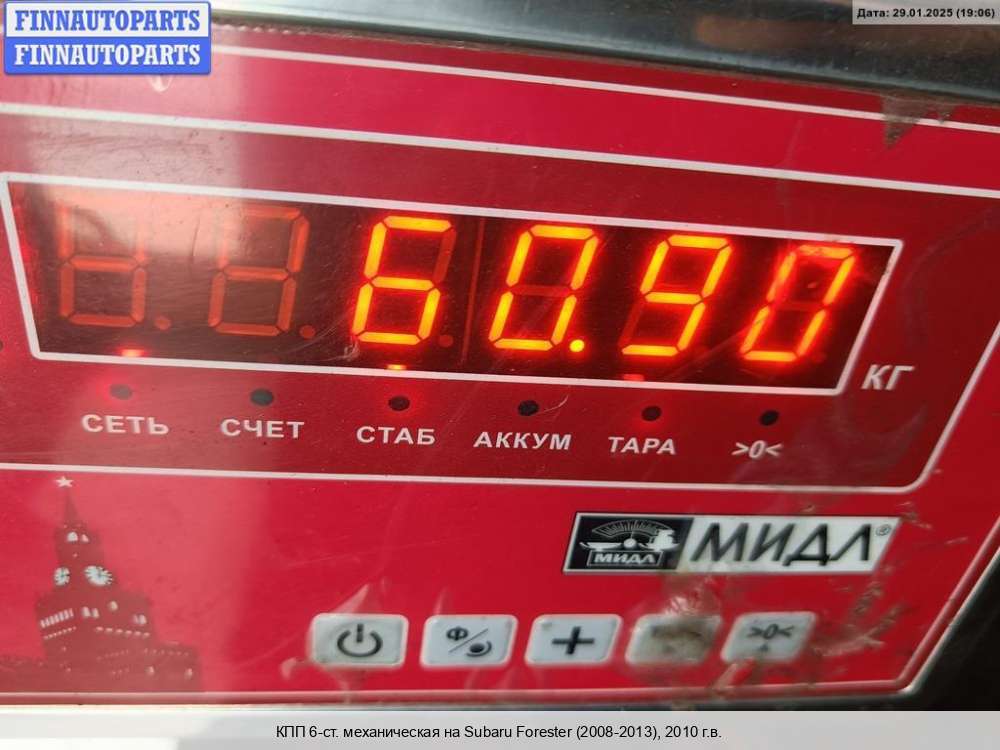 FINNAUTOPARTS
FINNAUTOPARTS
Дата: 29.01.2025 (19:06)
60.90
КГ
СЕТЬ СЧЕТ СТАБ АККУМ ТАРА >0<
МИДЛ МИДЛ®
Ф +  >0<
КПП 6-ст. механическая на Subaru Forester (2008-2013), 2010 г.в.